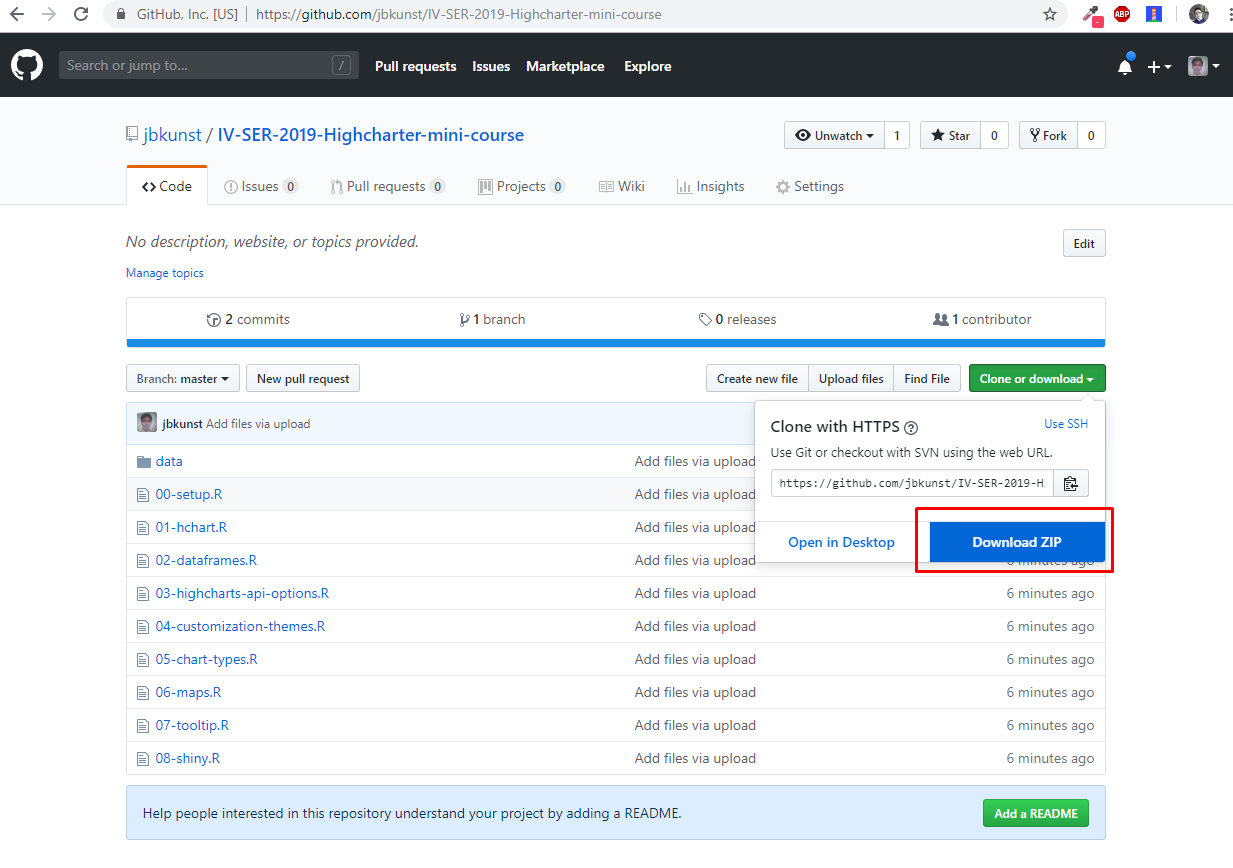 GitHub, Inc. [US] | https://github.com/jbkunst/IV-SER-2019-Highcharter-mini-course
ABP
Search or jump to... / Pull requests Issues Marketplace Explore
jbkunst / IV-SER-2019-Highcharter-mini-course Unwatch 1 Star 0 Fork 0
Code Issues 0 Pull requests 0 Projects 0 Wiki Insights Settings
No description, website, or topics provided. Edit
Manage topics
2 commits 1 branch 0 releases 1 contributor
Branch: master New pull request Create new file Upload files Find File Clone or download
jbkunst Add files via upload
Clone with HTTPS ? Use SSH
Use Git or checkout with SVN using the web URL.
https://github.com/jbkunst/IV-SER-2019-H
Open in Desktop Download ZIP
data Add files via upload
00-setup.R Add files via upload
01-hchart.R Add files via upload
02-dataframes.R Add files via upload 6 minutes ago
03-highcharts-api-options.R Add files via upload 6 minutes ago
04-customization-themes.R Add files via upload 6 minutes ago
05-chart-types.R Add files via upload 6 minutes ago
06-maps.R Add files via upload 6 minutes ago
07-tooltip.R Add files via upload 6 minutes ago
08-shiny.R Add files via upload 6 minutes ago
Help people interested in this repository understand your project by adding a README. Add a README